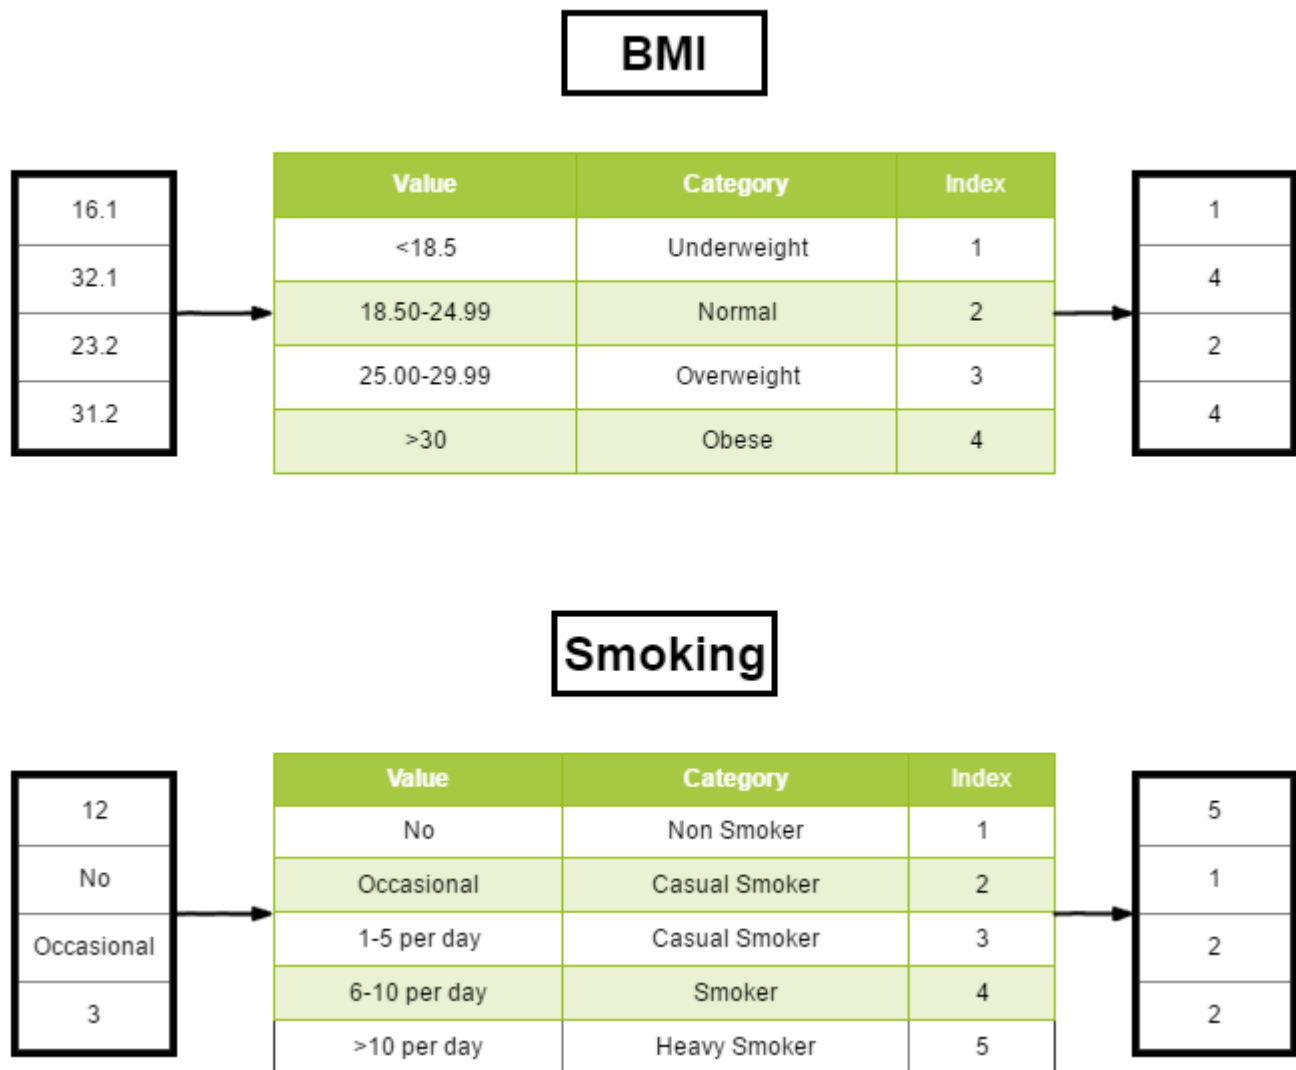 BMI
16.1
32.1
23.2
31.2
Value Category Index
<18.5 Underweight 1
18.50-24.99 Normal 2
25.00-29.99 Overweight 3
>30 Obese 4
1
4
2
4
Smoking
12
No
Occasional
3
Value Category Index
No Non Smoker 1
Occasional Casual Smoker 2
1-5 per day Casual Smoker 3
6-10 per day Smoker 4
>10 per day Heavy Smoker 5
5
1
2
2